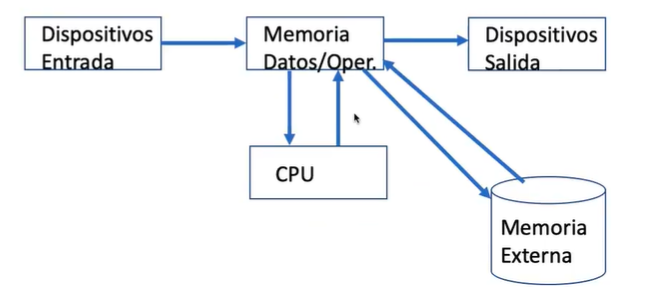 Dispositivos
Entrada
Memoria
Datos/Oper.
Dispositivos
Salida
CPU
Memoria
Externa